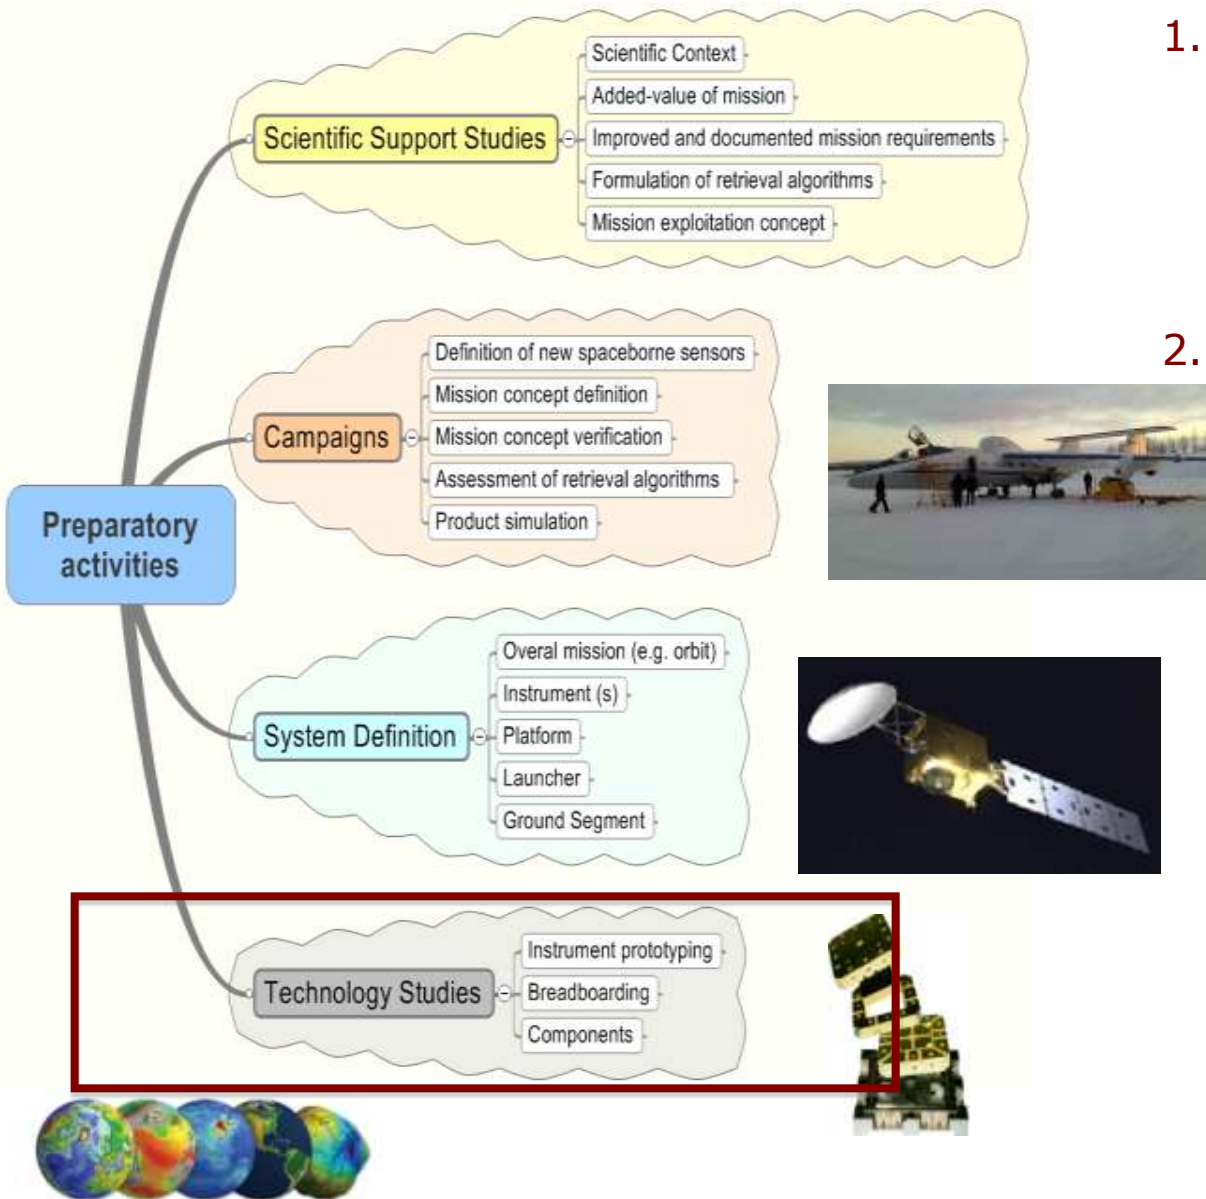 1.
Scientific Support Studies
Scientific Context
Added-value of mission
Improved and documented mission requirements
Formulation of retrieval algorithms
Mission exploitation concept
2.
Campaigns
Definition of new spaceborne sensors
Mission concept definition
Mission concept verification
Assessment of retrieval algorithms
Product simulation
Preparatory
activities
System Definition
Overal mission (e.g. orbit)
Instrument (s)
Platform
Launcher
Ground Segment
Technology Studies
Instrument prototyping
Breadboarding
Components